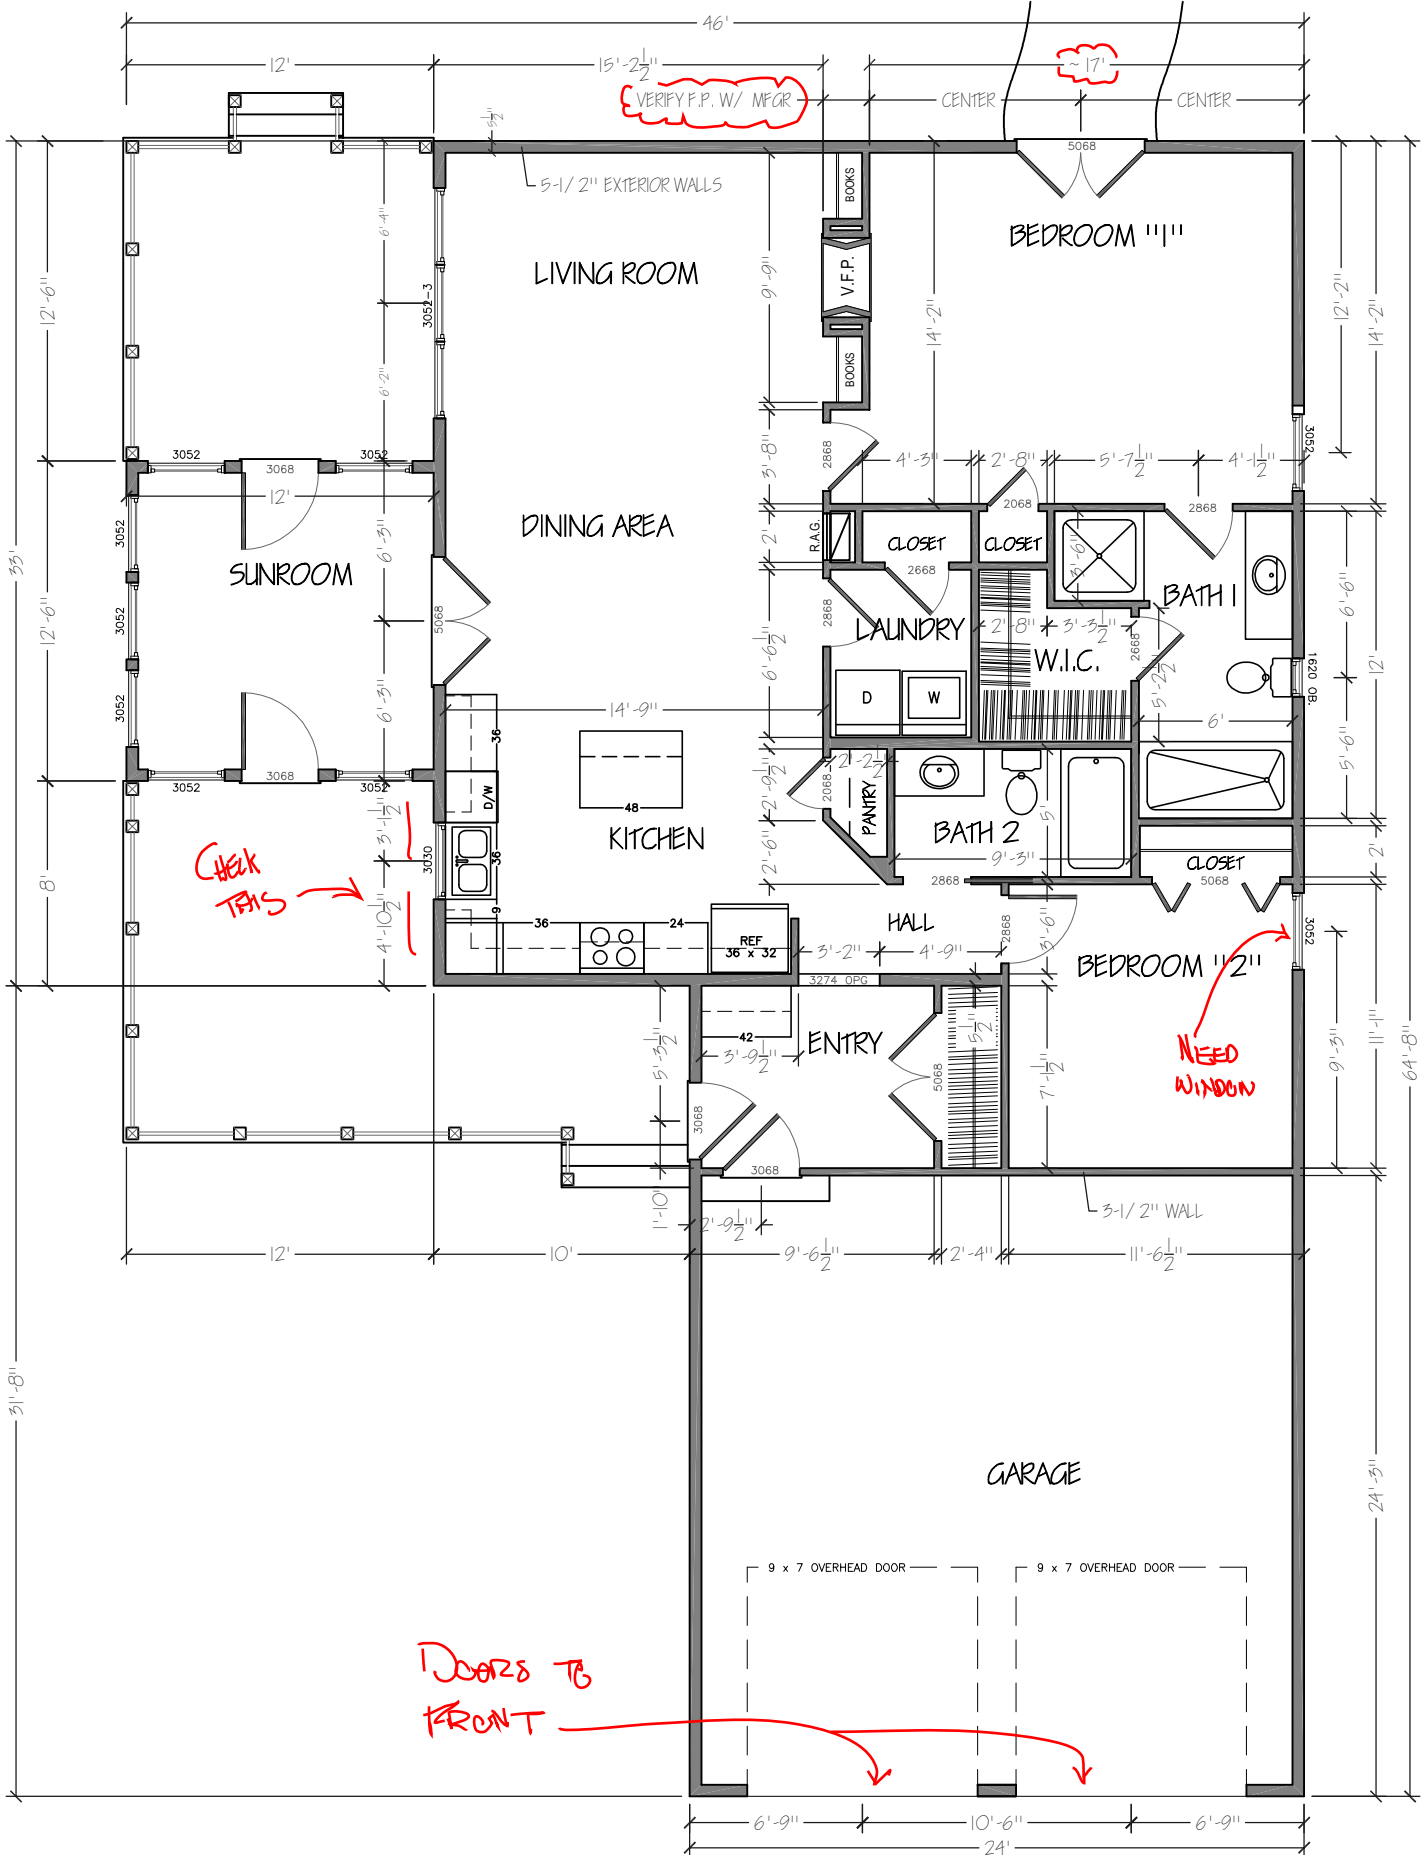 46'
12'
15'-2 1/2"
~ 17'
VERIFY F.P. W/ MFGR
CENTER
CENTER
5 1/2"
5068
5-1/2" EXTERIOR WALLS
BOOKS
BEDROOM "1"
6'-4"
LIVING ROOM
V.F.P.
9'-9"
12'-6"
3052-3
14'-2"
12'-2"
14'-2"
BOOKS
6'-2"
3052
3068
3052
2868
3'-8"
4'-3"
2'-8"
5'-7 1/2"
4'-1 1/2"
3052
12'
2068
2868
3052
DINING AREA
R.A.G.
2'
CLOSET
CLOSET
3'-6"
6'-3"
33'
SUNROOM
2668
BATH 1
6'-6"
12'-6"
3052
5068
2868
LAUNDRY
2'-8"
3'-3 1/2"
2668
6'-6 1/2"
W.I.C.
12'
1620 OB.
3052
6'-3"
14'-9"
D
W
5'-2 1/2"
6'
5'-6"
36
3052
3068
3052
D/W
48
2068
2'-2 1/2"
2'-9 1/2"
PANTRY
3'-1 1/2"
KITCHEN
BATH 2
5'
CHECK
THIS
3030
36
2'-6"
9'-3"
CLOSET
2'
8'
2868
5068
9
4'-10 1/2"
36
24
REF
36 x 32
HALL
3'-2"
4'-9"
2868
3'-6"
3052
BEDROOM "2"
3274 OPG
42
ENTRY
5 1/2"
NEED
WINDOW
5'-3 1/2"
3'-9 1/2"
5068
7'-1 1/2"
9'-3"
11'-1"
64'-8"
3068
3068
1'-10"
2'-9 1/2"
3-1/2" WALL
12'
10'
9'-6 1/2"
2'-4"
11'-6 1/2"
31'-8"
GARAGE
24'-3"
9 x 7 OVERHEAD DOOR
9 x 7 OVERHEAD DOOR
DOORS TO
FRONT
6'-9"
10'-6"
6'-9"
24'